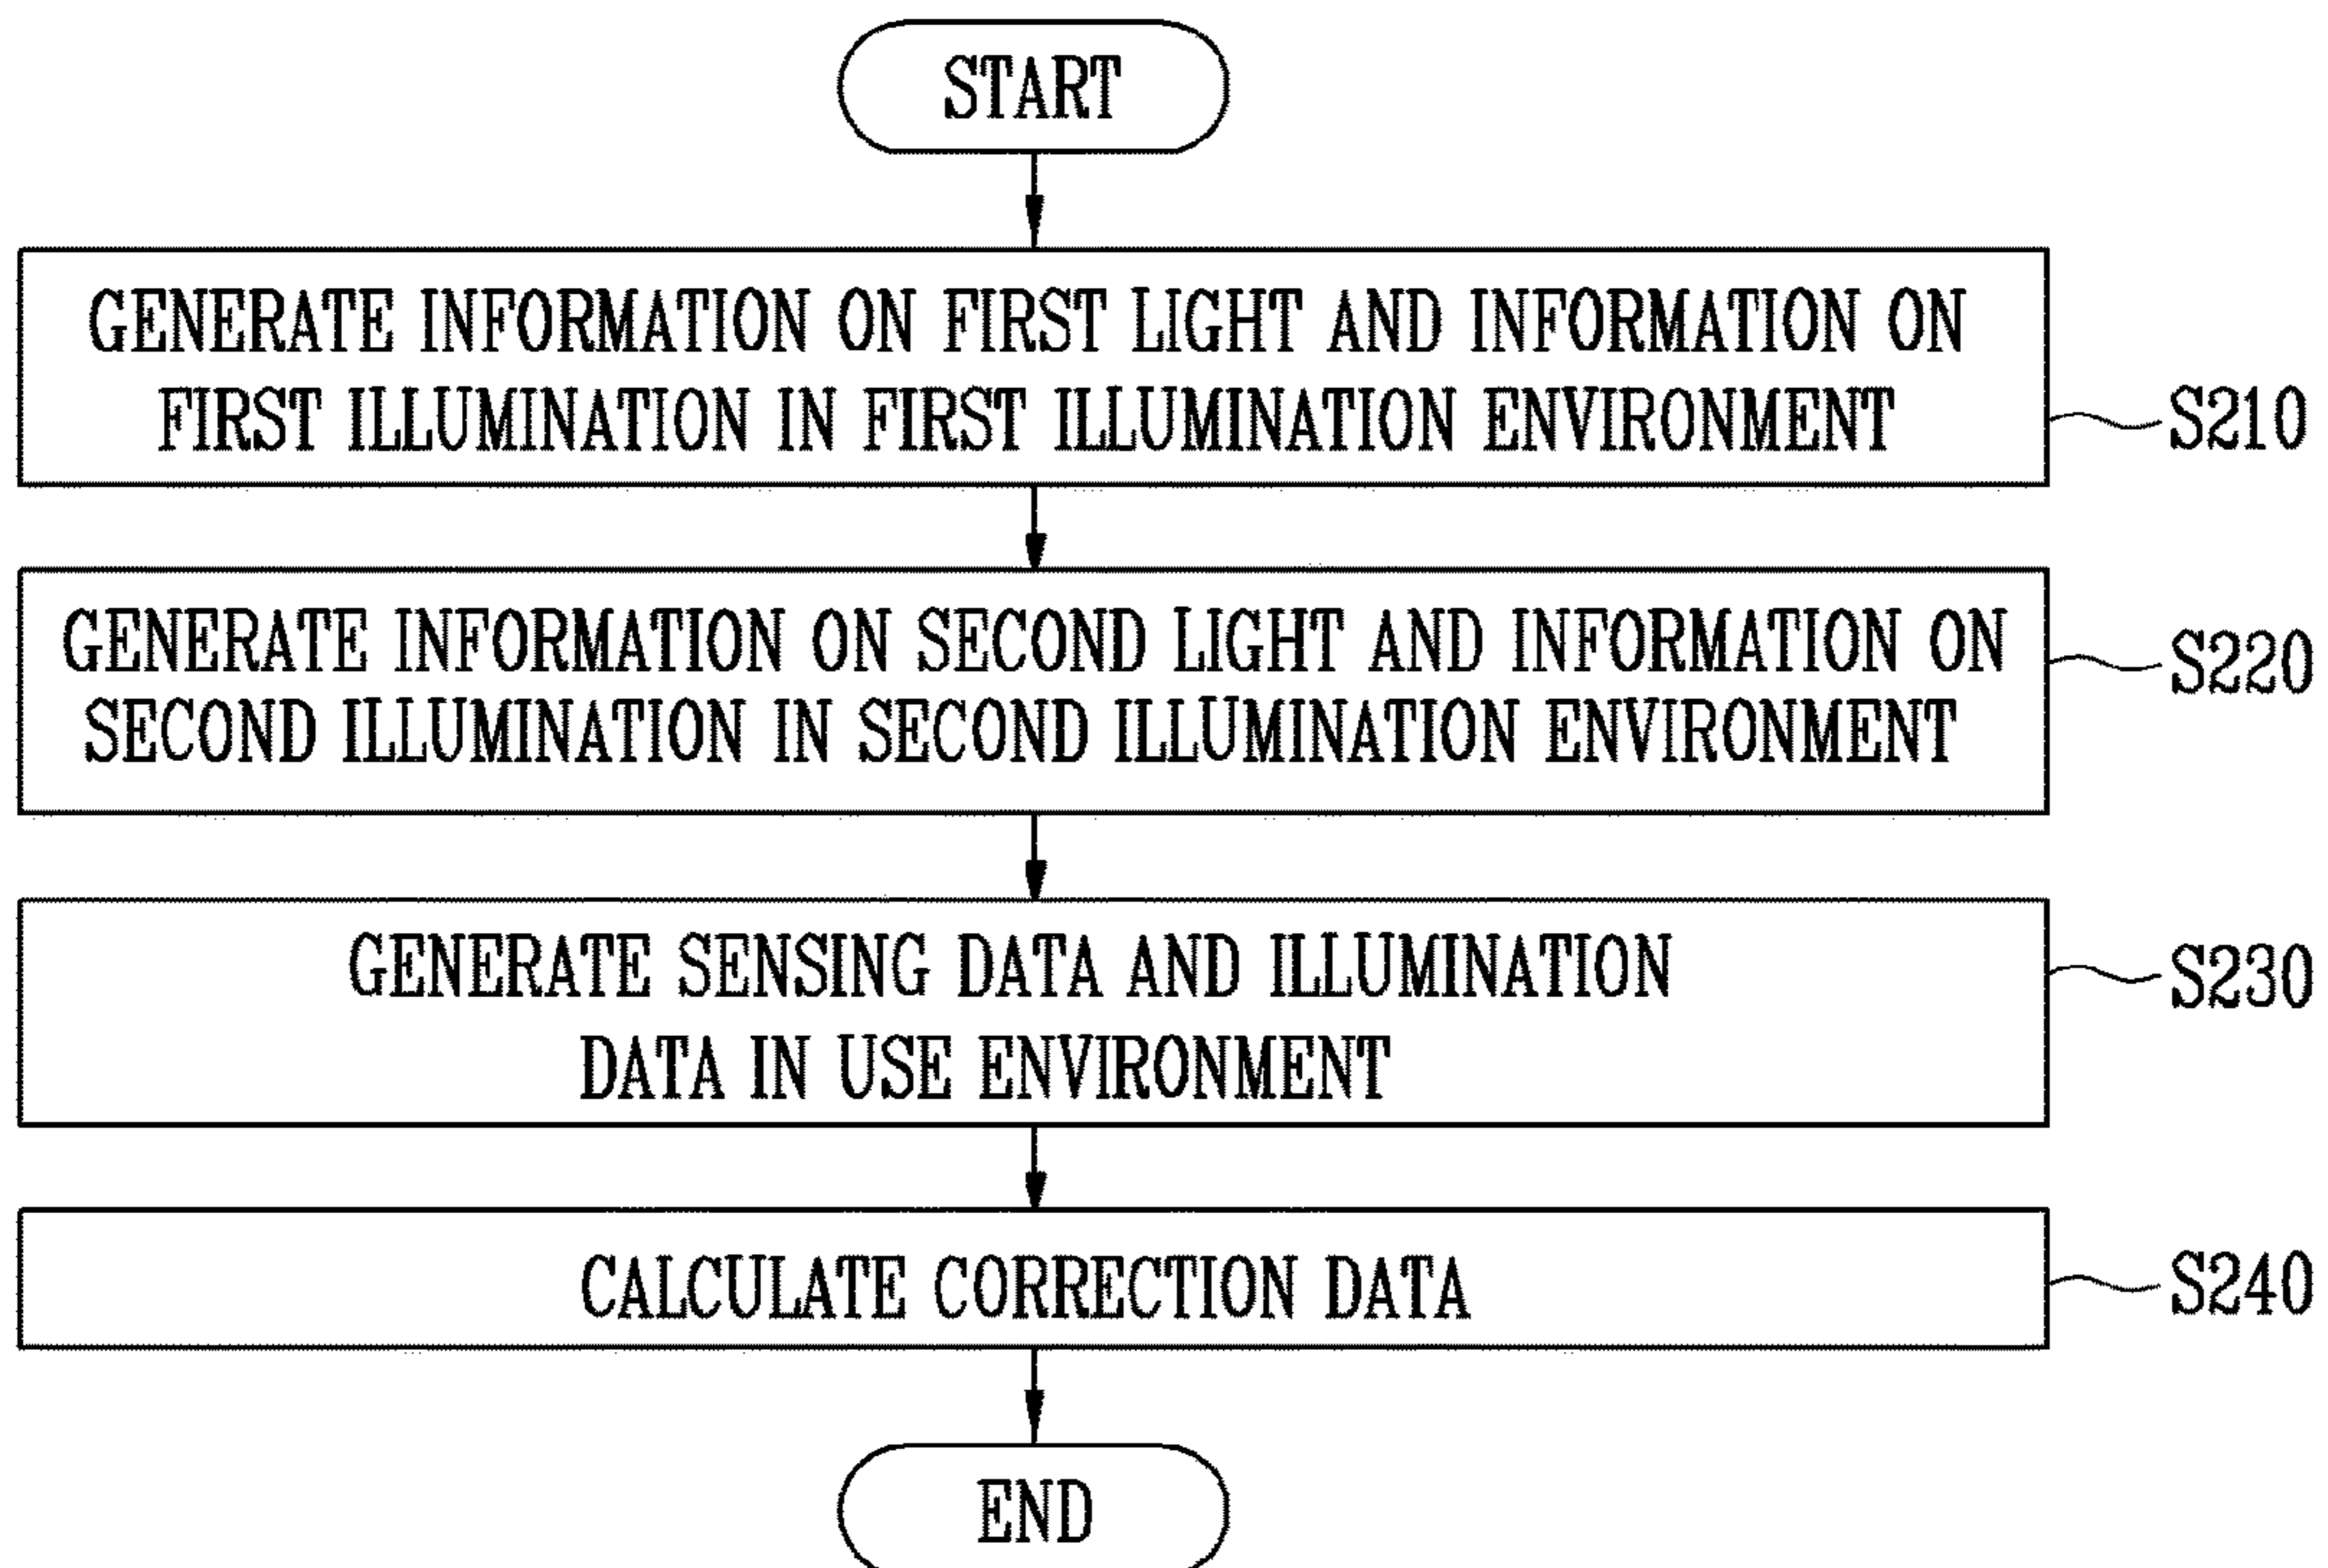 START
GENERATE INFORMATION ON FIRST LIGHT AND INFORMATION ON
FIRST ILLUMINATION IN FIRST ILLUMINATION ENVIRONMENT
S210
GENERATE INFORMATION ON SECOND LIGHT AND INFORMATION ON
SECOND ILLUMINATION IN SECOND ILLUMINATION ENVIRONMENT
S220
GENERATE SENSING DATA AND ILLUMINATION
DATA IN USE ENVIRONMENT
S230
CALCULATE CORRECTION DATA
S240
END